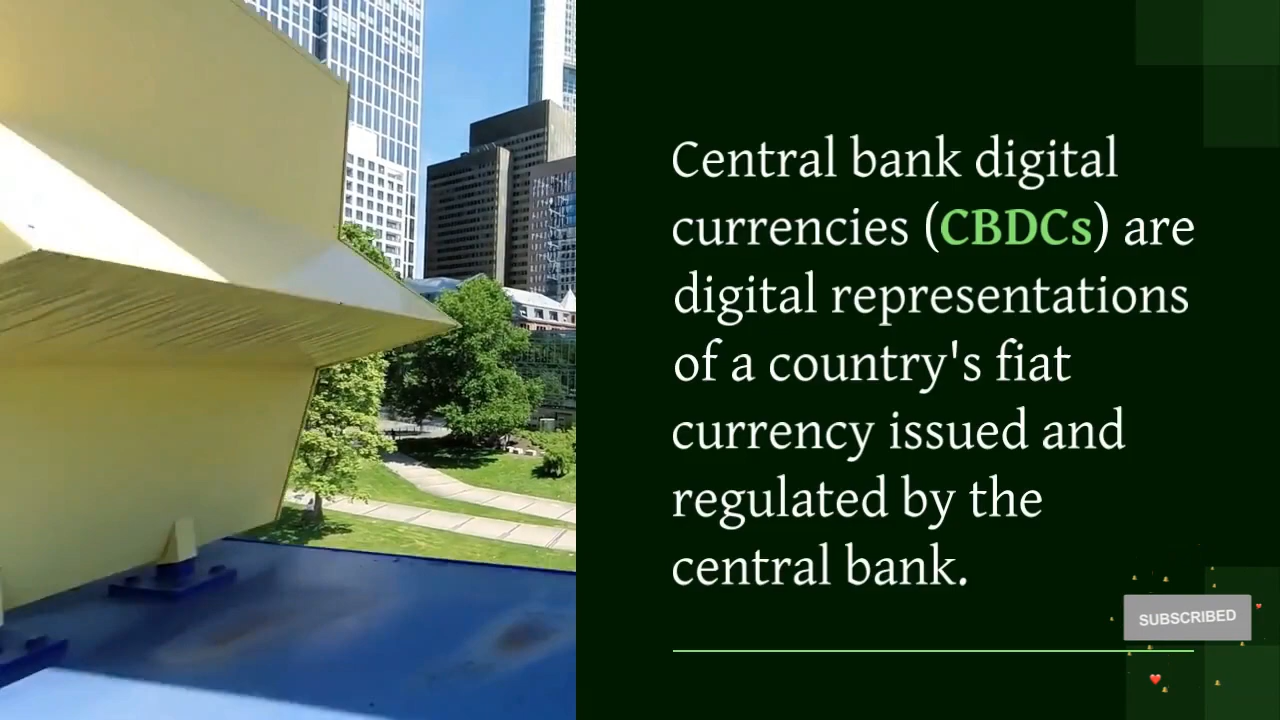 Central bank digital
currencies (CBDCs) are
digital representations
of a country's fiat
currency issued and
regulated by the
central bank.
SUBSCRIBED